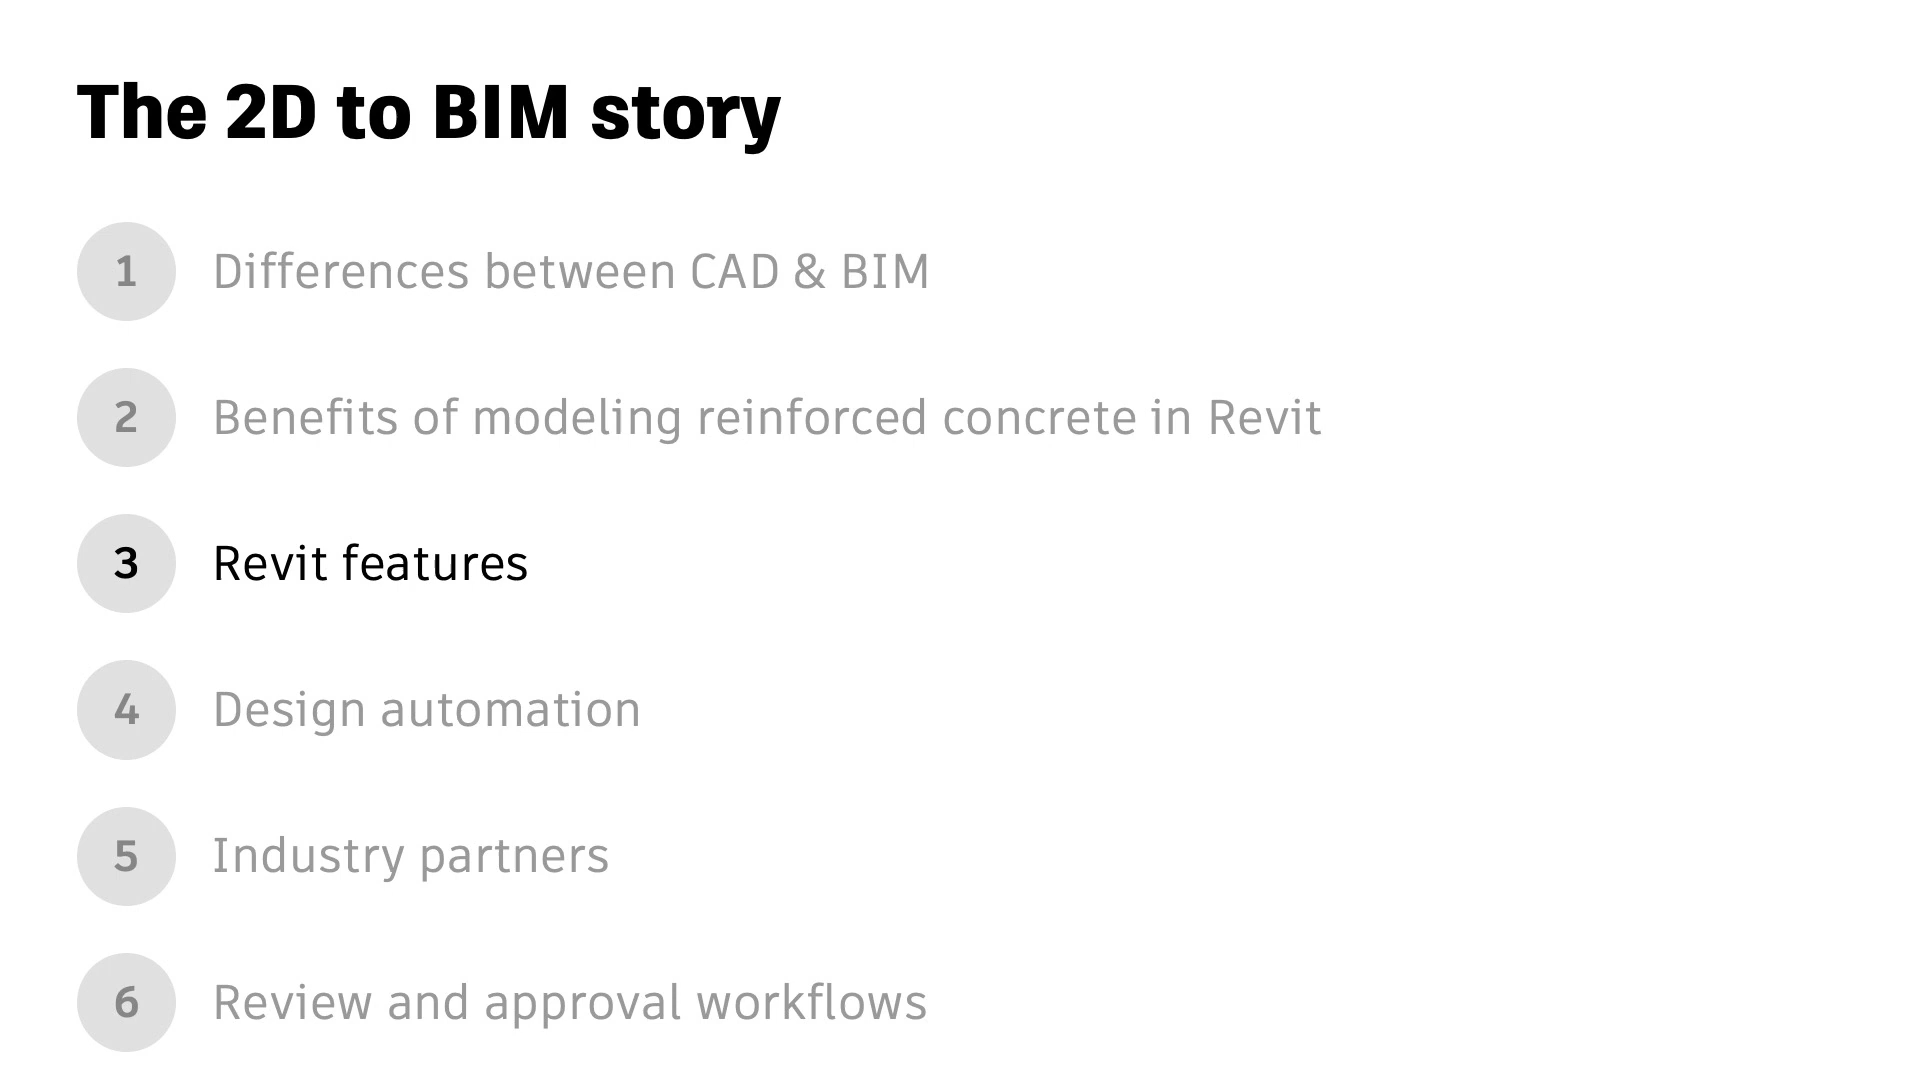 The 2D to BIM story
1 Differences between CAD & BIM
2 Benefits of modeling reinforced concrete in Revit
3 Revit features
4 Design automation
5 Industry partners
6 Review and approval workflows